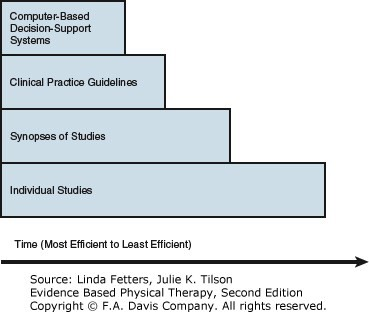 Computer-Based
Decision-Support
Systems
Clinical Practice Guidelines
Synopses of Studies
Individual Studies
Time (Most Efficient to Least Efficient)
Source: Linda Fetters, Julie K. Tilson
Evidence Based Physical Therapy, Second Edition
Copyright © F.A. Davis Company. All rights reserved.